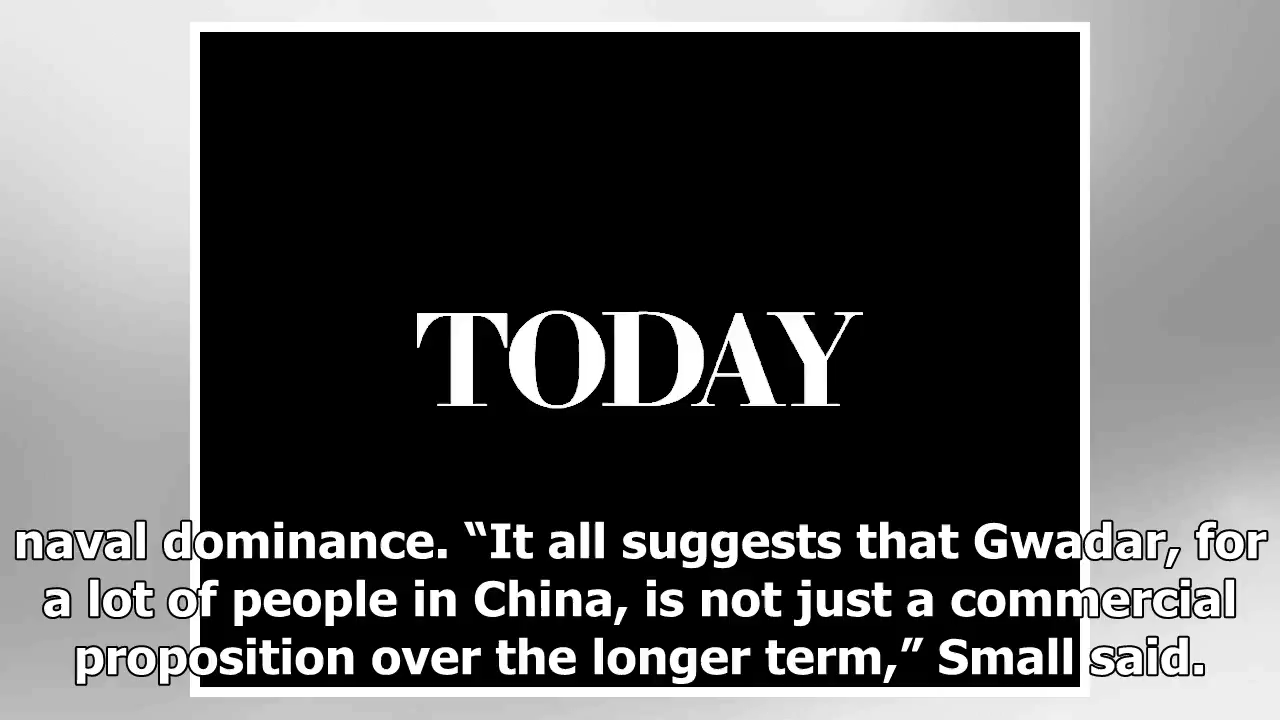 TODAY
naval dominance. “It all suggests that Gwadar, for
a lot of people in China, is not just a commercial
proposition over the longer term,” Small said.